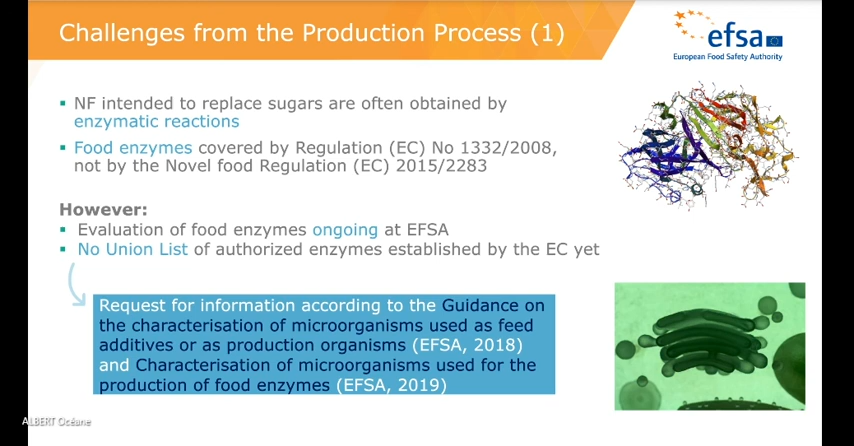 Challenges from the Production Process (1)
efsa
European Food Safety Authority
▪ NF intended to replace sugars are often obtained by
enzymatic reactions
▪ Food enzymes covered by Regulation (EC) No 1332/2008,
not by the Novel food Regulation (EC) 2015/2283
However:
▪ Evaluation of food enzymes ongoing at EFSA
▪ No Union List of authorized enzymes established by the EC yet
Request for information according to the Guidance on
the characterisation of microorganisms used as feed
additives or as production organisms (EFSA, 2018)
and Characterisation of microorganisms used for the
production of food enzymes (EFSA, 2019)
ALBERT Océane